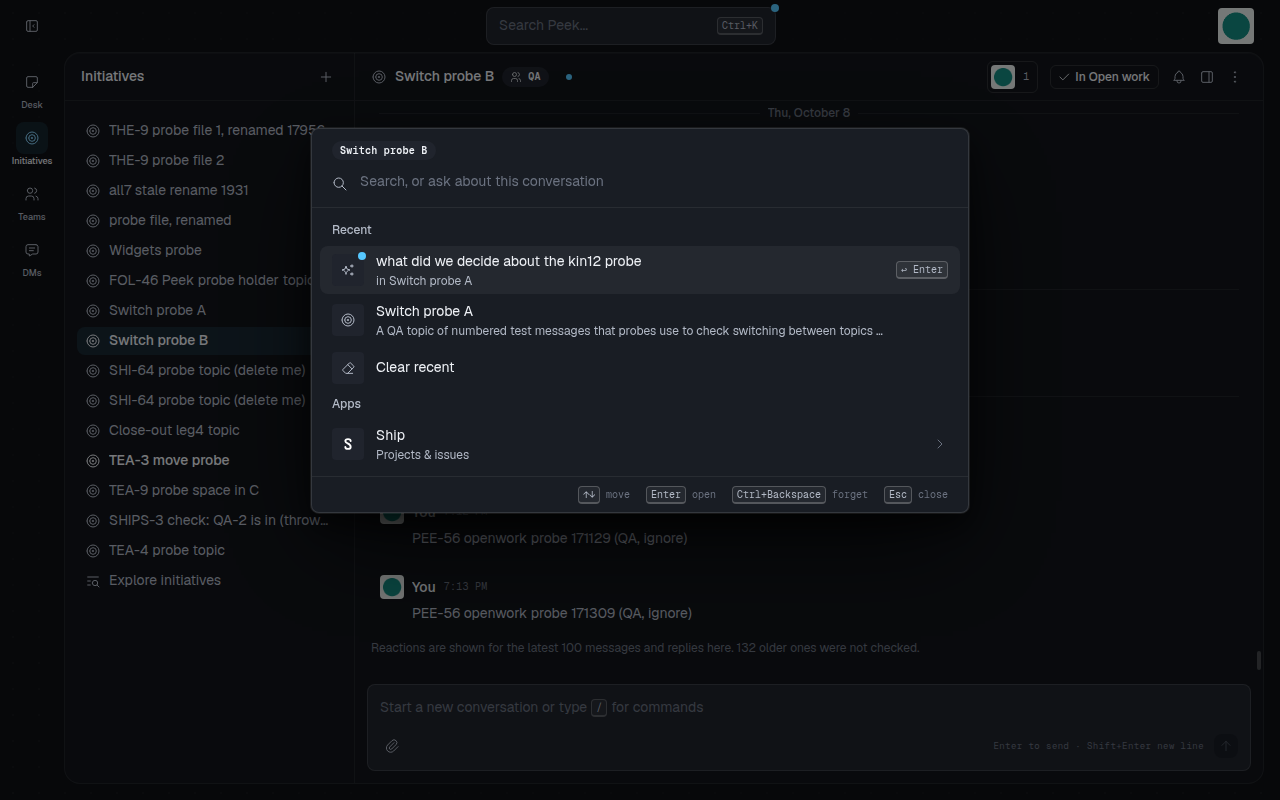 Search Peek...
Ctrl+K
Desk
Initiatives
Teams
DMs
Initiatives
THE-9 probe file 1, renamed 17956
THE-9 probe file 2
all7 stale rename 1931
probe file, renamed
Widgets probe
FOL-46 Peek probe holder topic
Switch probe A
Switch probe B
SHI-64 probe topic (delete me)
SHI-64 probe topic (delete me)
Close-out leg4 topic
TEA-3 move probe
TEA-9 probe space in C
SHIPS-3 check: QA-2 is in (throw...
TEA-4 probe topic
Explore initiatives
Switch probe B
QA
1
In Open work
Thu, October 8
Switch probe B
Search, or ask about this conversation
Recent
what did we decide about the kin12 probe
in Switch probe A
↩ Enter
Switch probe A
A QA topic of numbered test messages that probes use to check switching between topics …
Clear recent
Apps
S
Ship
Projects & issues
↑↓ move
Enter open
Ctrl+Backspace forget
Esc close
You
PEE-56 openwork probe 171129 (QA, ignore)
You 7:13 PM
PEE-56 openwork probe 171309 (QA, ignore)
Reactions are shown for the latest 100 messages and replies here. 132 older ones were not checked.
Start a new conversation or type / for commands
Enter to send · Shift+Enter new line